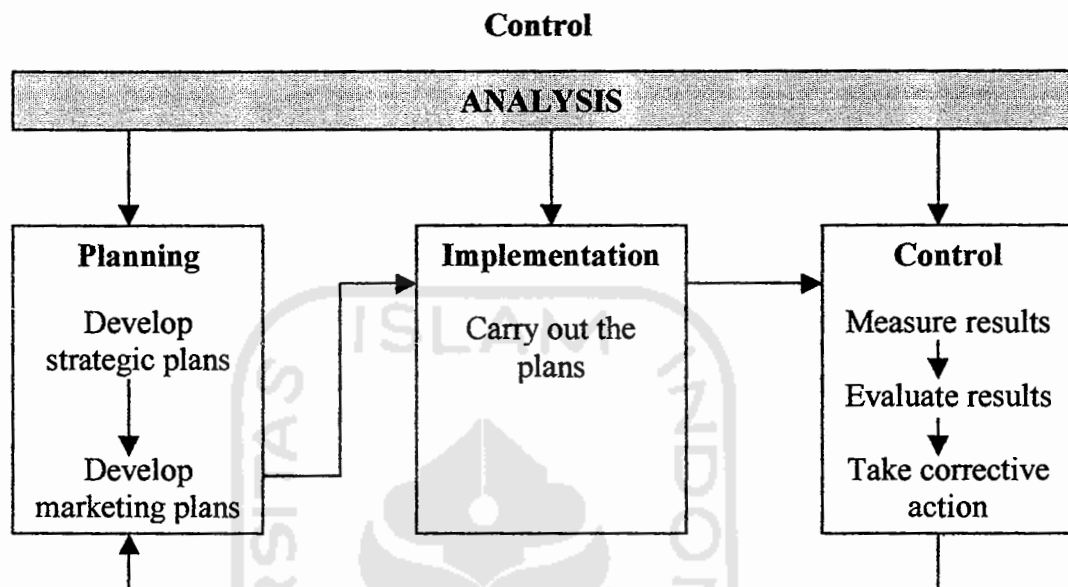 Control
ANALYSIS
Planning
Develop
strategic plans
Develop
marketing plans
Implementation
Carry out the
plans
Control
Measure results
Evaluate results
Take corrective
action
ISLAM